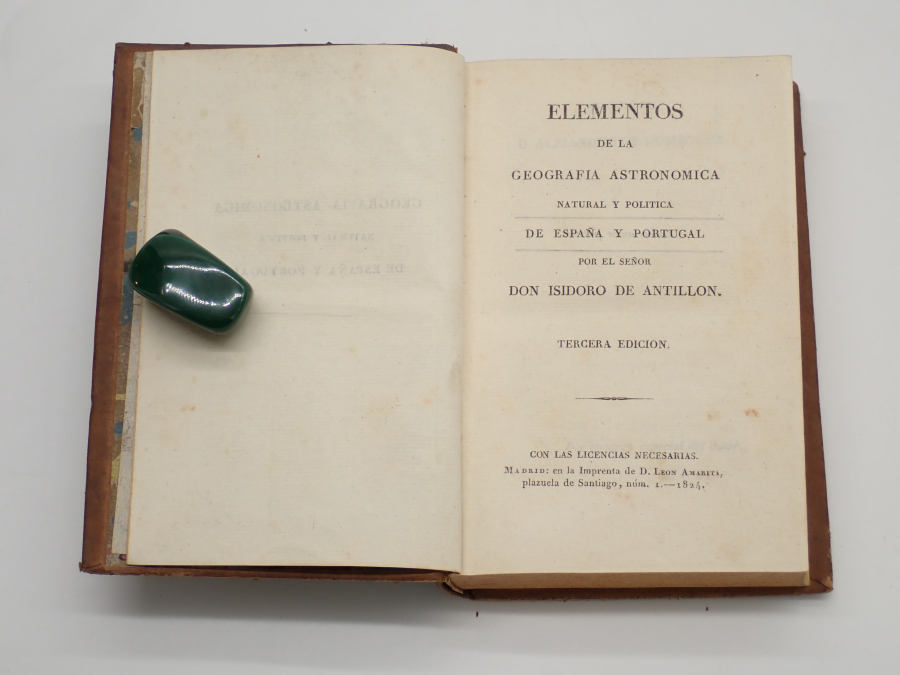 ELEMENTOS
DE LA
GEOGRAFIA ASTRONOMICA
NATURAL Y POLITICA
DE ESPAÑA Y PORTUGAL
POR EL SEÑOR
DON ISIDORO DE ANTILLON.
TERCERA EDICION.
CON LAS LICENCIAS NECESARIAS.
MADRID: en la Imprenta de D. LEON AMARITA,
plazuela de Santiago, núm. 1.—1824.